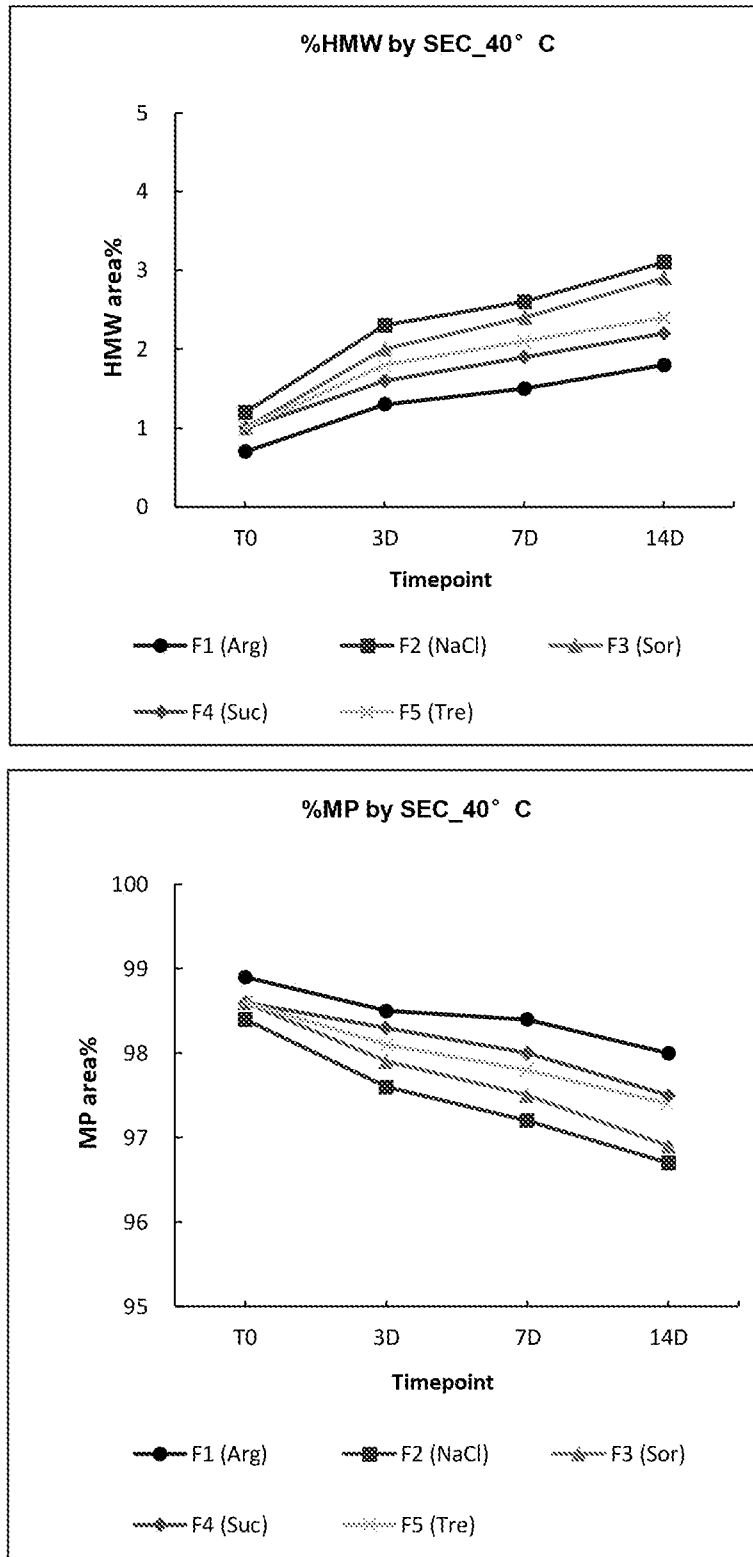 %HMW by SEC_40° C
5
4
3
2
1
0
HMW area%
T0 3D 7D 14D
Timepoint
F1 (Arg) F2 (NaCl) F3 (Sor)
F4 (Suc) F5 (Tre)
%MP by SEC_40° C
100
99
98
97
96
95
MP area%
T0 3D 7D 14D
Timepoint
F1 (Arg) F2 (NaCl) F3 (Sor)
F4 (Suc) F5 (Tre)